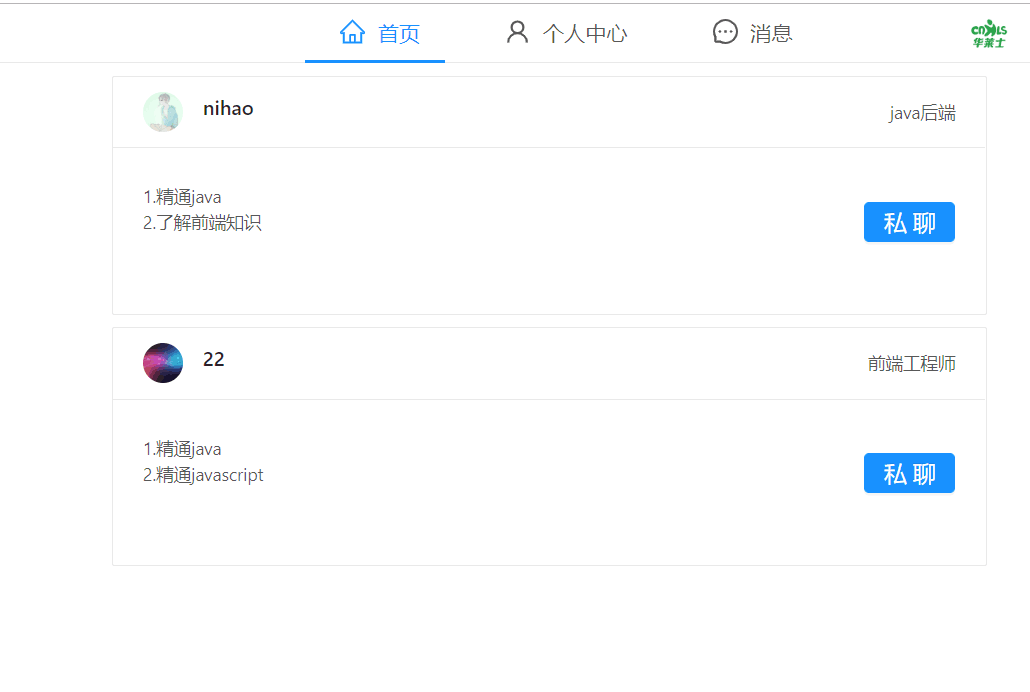 首页 个人中心 消息 CNHLS
华莱士
nihao java后端
1.精通java
2.了解前端知识
私聊
22 前端工程师
1.精通java
2.精通javascript
私聊